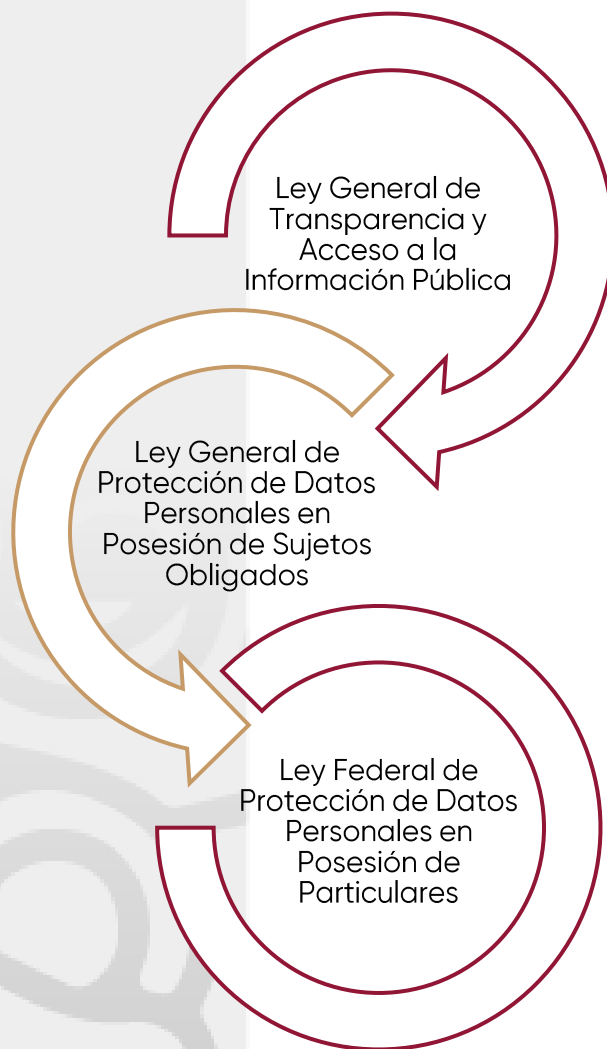 Ley General de
Transparencia y
Acceso a la
Información Pública
Ley General de
Protección de Datos
Personales en
Posesión de Sujetos
Obligados
Ley Federal de
Protección de Datos
Personales en
Posesión de
Particulares